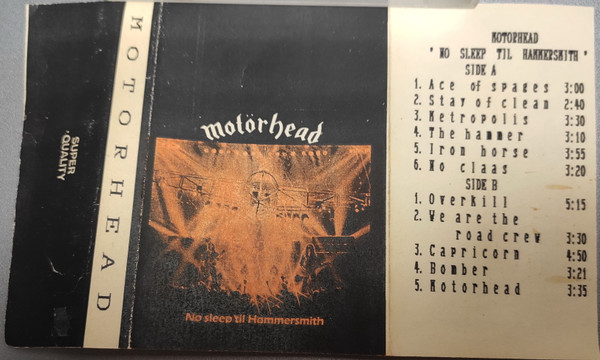 SUPER
QUALITY
MOTORHEAD
motörhead
No sleep til Hammersmith
MOTORHEAD
" NO SLEEP TIL HAMMERSMITH "
SIDE A
1. Ace of spages 3:00
2. Stay of clean 2:40
3. Metropolis 3:30
4. The hammer 3:10
5. Iron horse 3:55
6. No claas 3:20
SIDE B
1. Overkill 5:15
2. We are the
road crew 3:30
3. Capricorn 4:50
4. Bomber 3:21
5. Motorhead 3:35